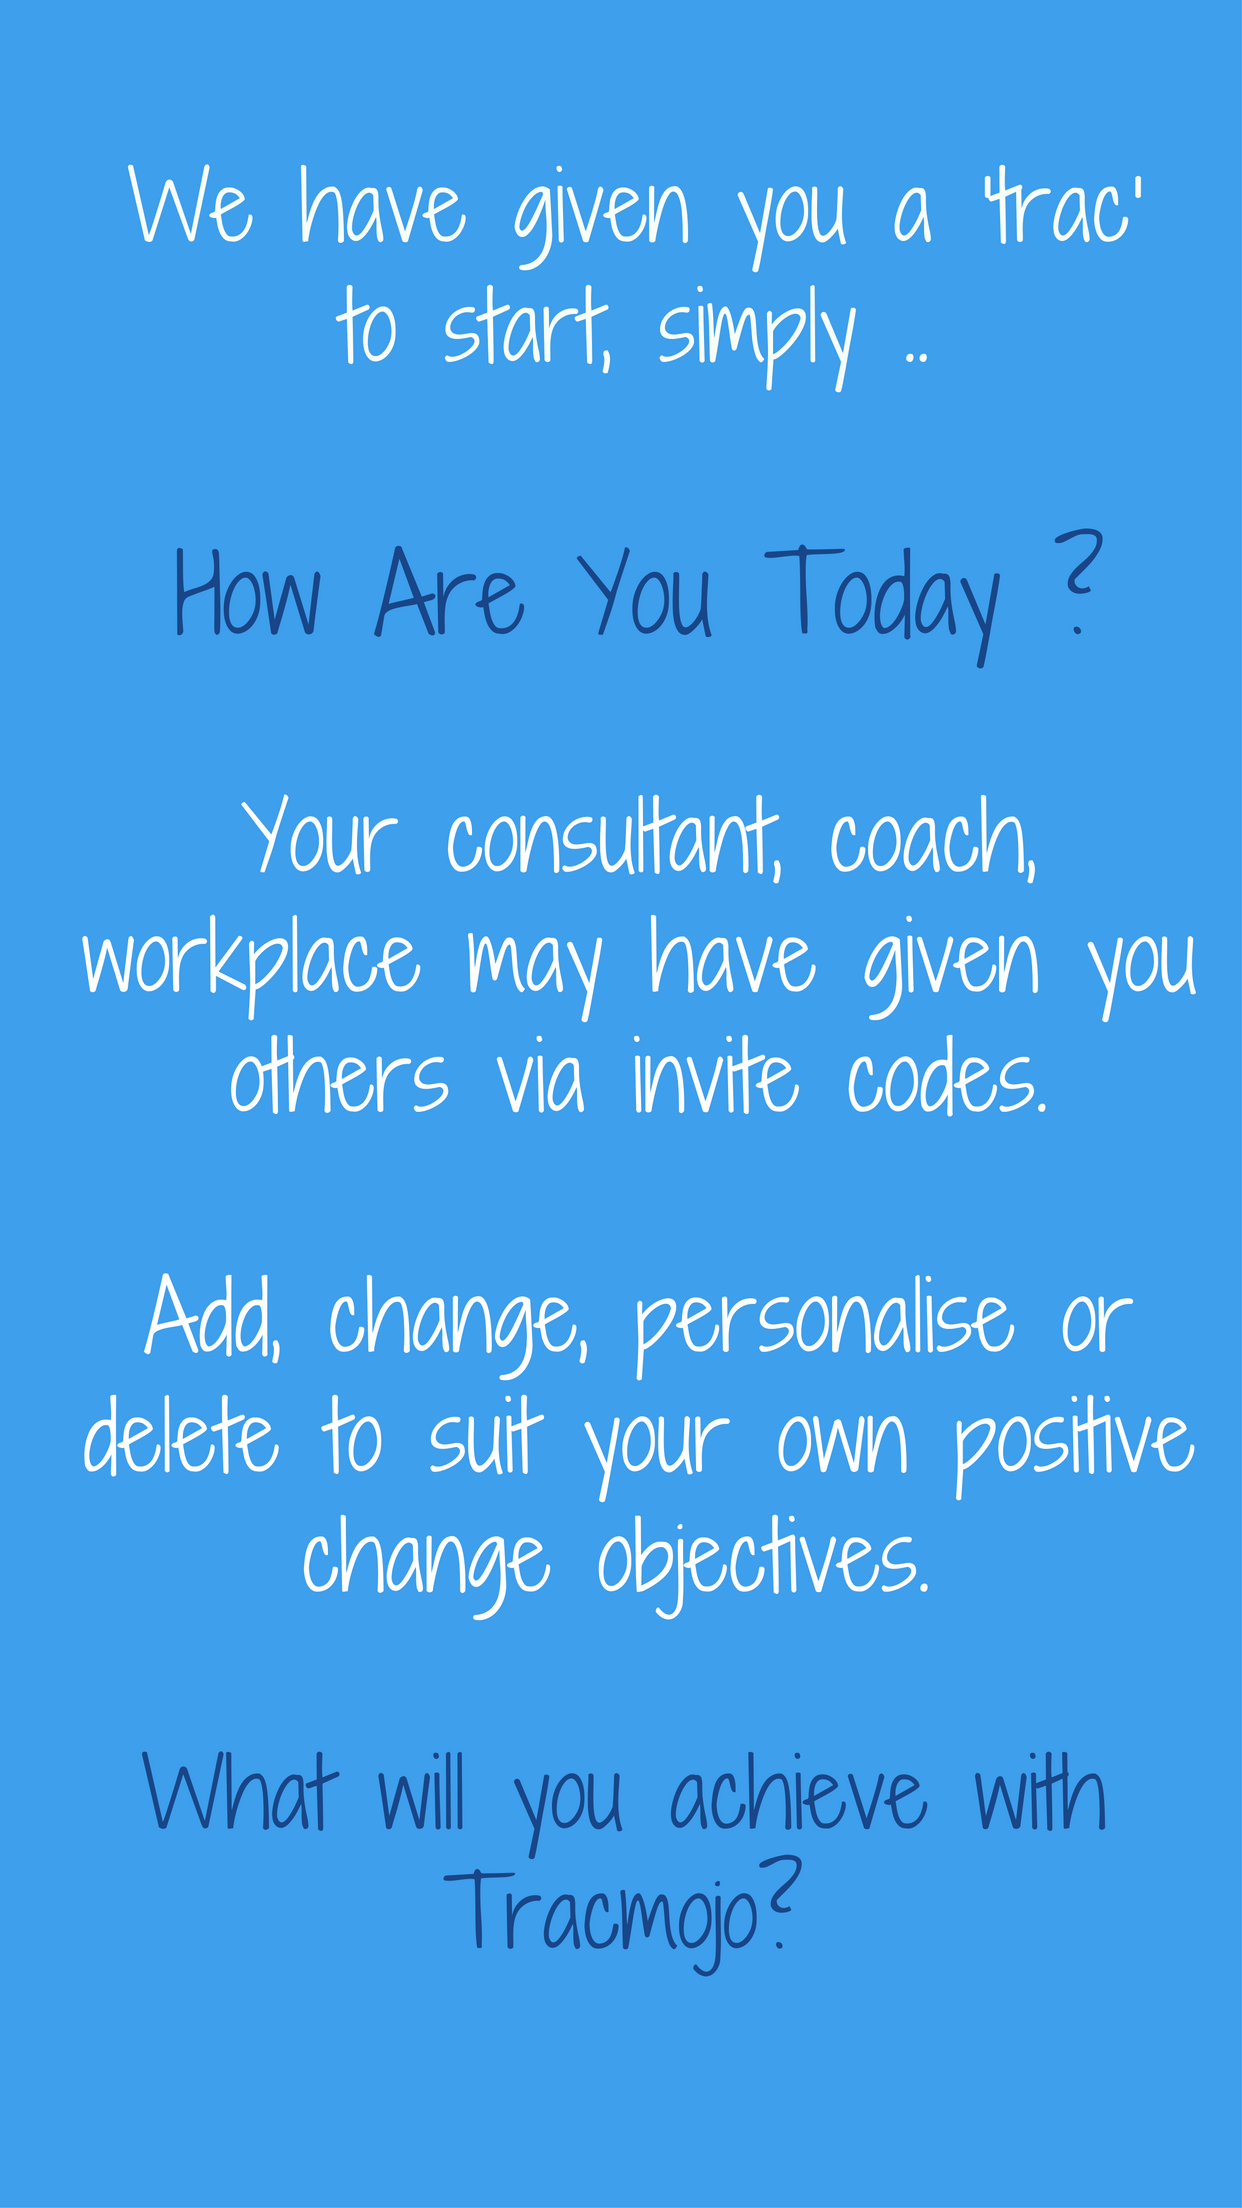 We have given you a 'trac'
to start, simply ..
How Are You Today ?
Your consultant, coach,
workplace may have given you
others via invite codes.
Add, change, personalise or
delete to suit your own positive
change objectives.
What will you achieve with
Tracmojo?